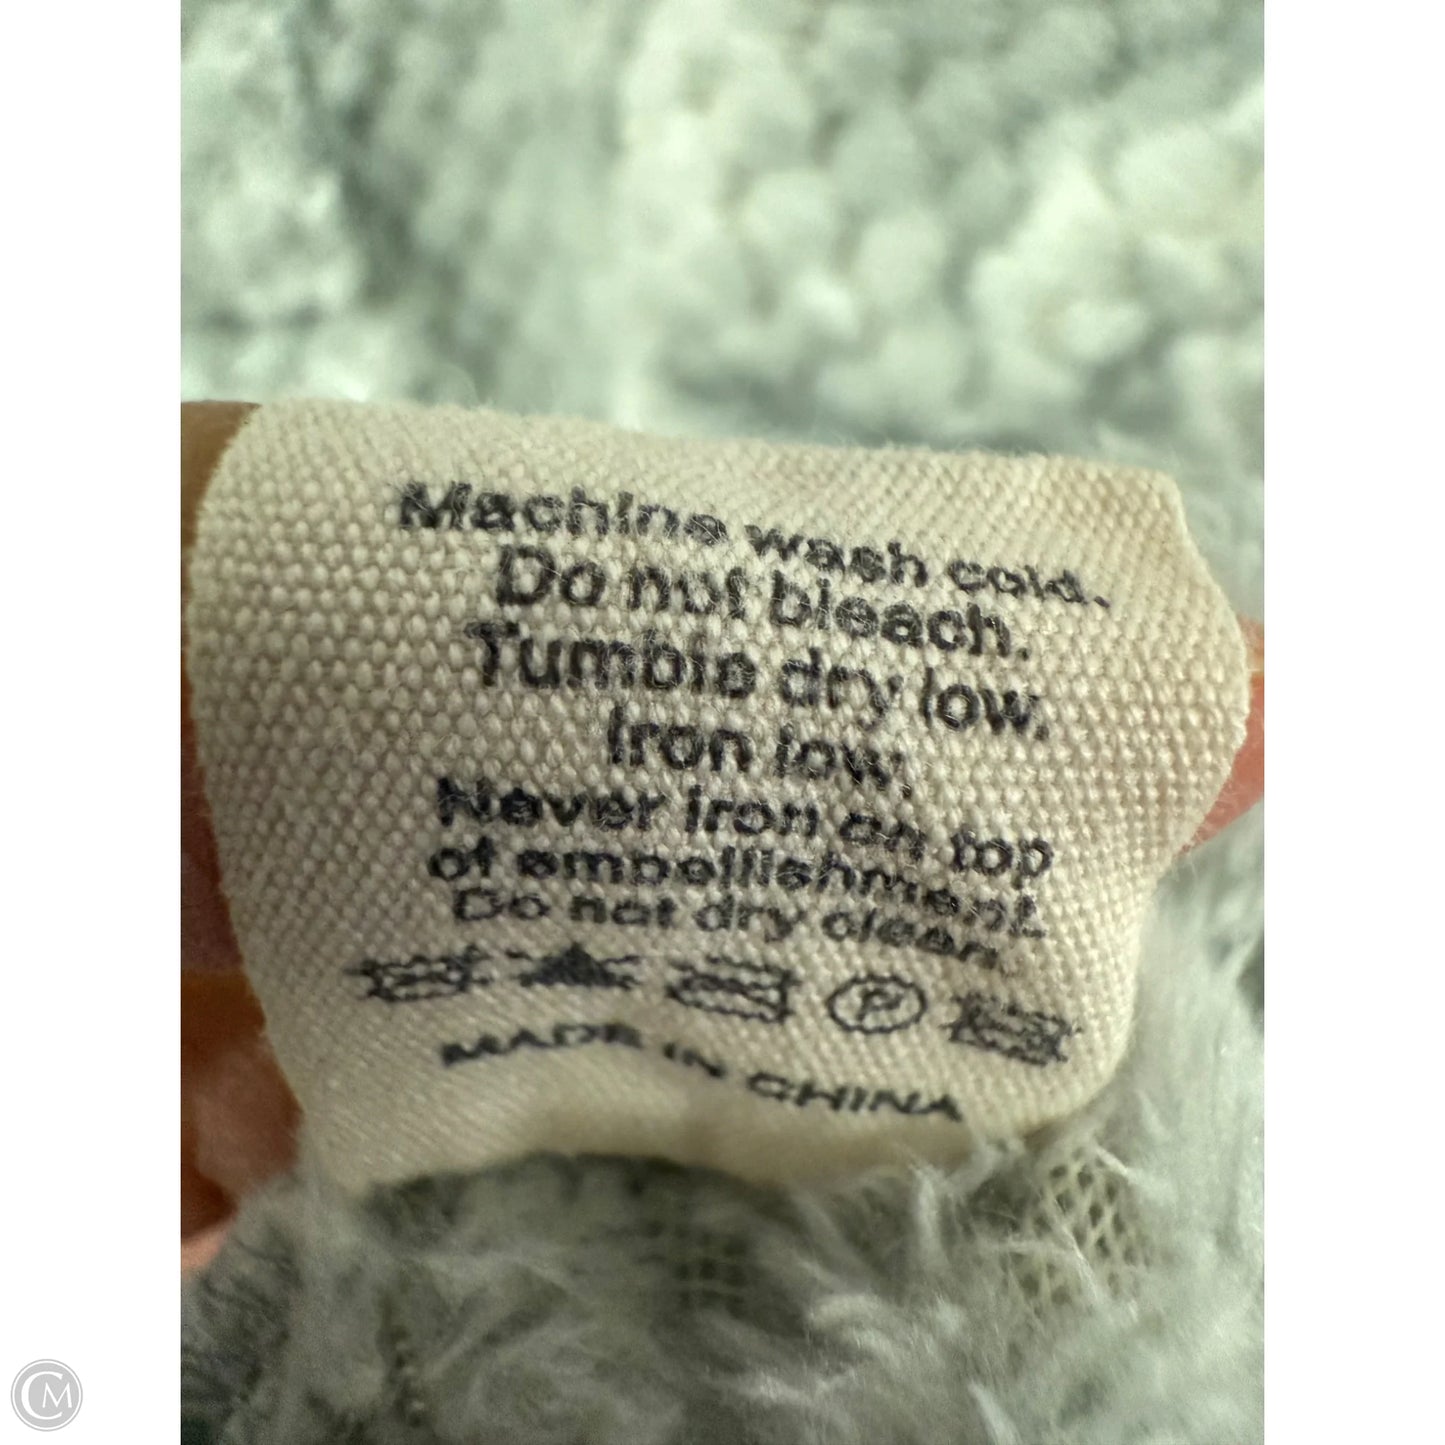 Machine wash cold.
Do not bleach.
Tumble dry low.
Iron low.
Never iron on top
of embellishment.
Do not dry clean.
P
MADE IN CHINA
CM